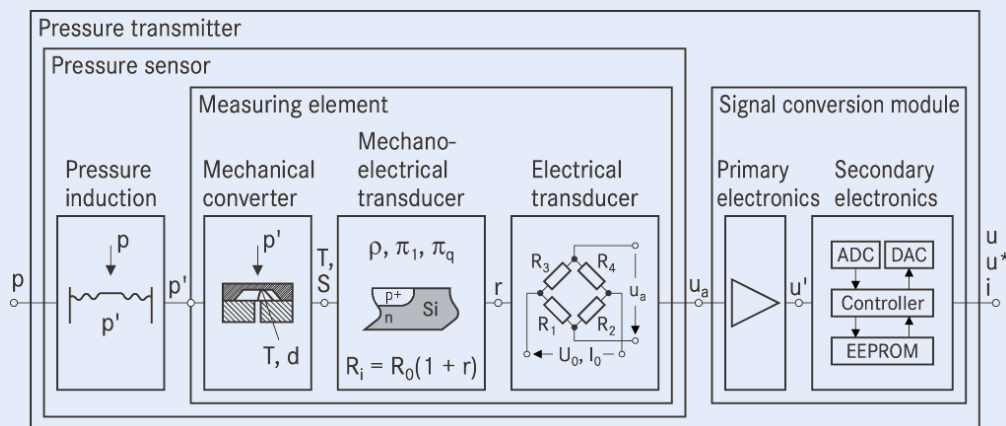 Pressure transmitter
Pressure sensor
Measuring element
Signal conversion module
Pressure
induction
Mechanical
converter
Mechano-
electrical
transducer
Electrical
transducer
Primary
electronics
Secondary
electronics
p
p
p'
p'
p'
T, d
T,
S
ρ, π₁, π_q
p+
n
Si
Rᵢ = R₀(1 + r)
r
R₃
R₄
R₁
R₂
uₐ
U₀, I₀
uₐ
u'
ADC
DAC
Controller
EEPROM
u
u*
i